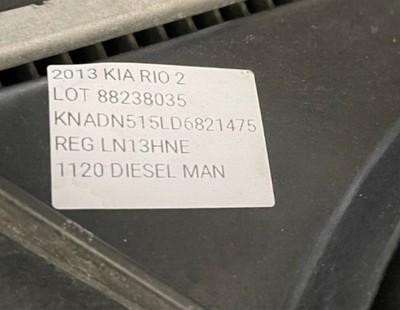 2013 KIA RIO 2
LOT 88238035
KNADN515LD6821475
REG LN13HNE
1120 DIESEL MAN